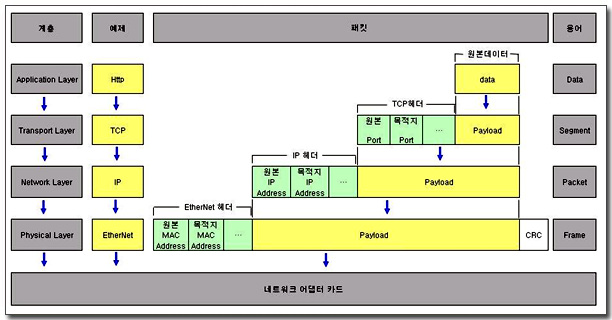 계층 예제 패킷 용어
원본데이터
Application Layer Http data Data
TCP헤더
Transport Layer TCP 원본 Port 목적지 Port ... Payload Segment
IP 헤더
Network Layer IP 원본 IP Address 목적지 IP Address ... Payload Packet
EtherNet 헤더
Physical Layer EtherNet 원본 MAC Address 목적지 MAC Address ... Payload CRC Frame
네트워크 어댑터 카드